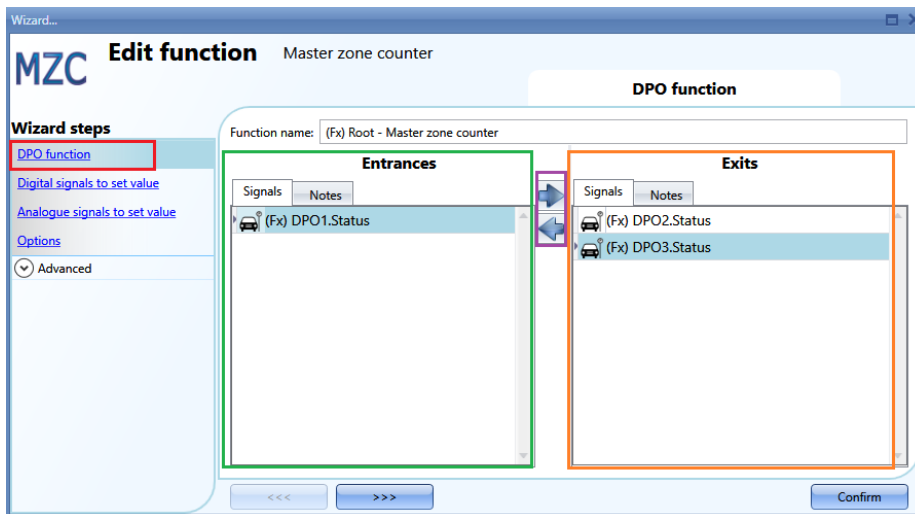 Wizard...
MZC
Edit function
Master zone counter
DPO function
Wizard steps
DPO function
Digital signals to set value
Analogue signals to set value
Options
Advanced
Function name: (Fx) Root - Master zone counter
Entrances
Signals Notes
(Fx) DPO1.Status
Exits
Signals Notes
(Fx) DPO2.Status
(Fx) DPO3.Status
<<< >>> Confirm